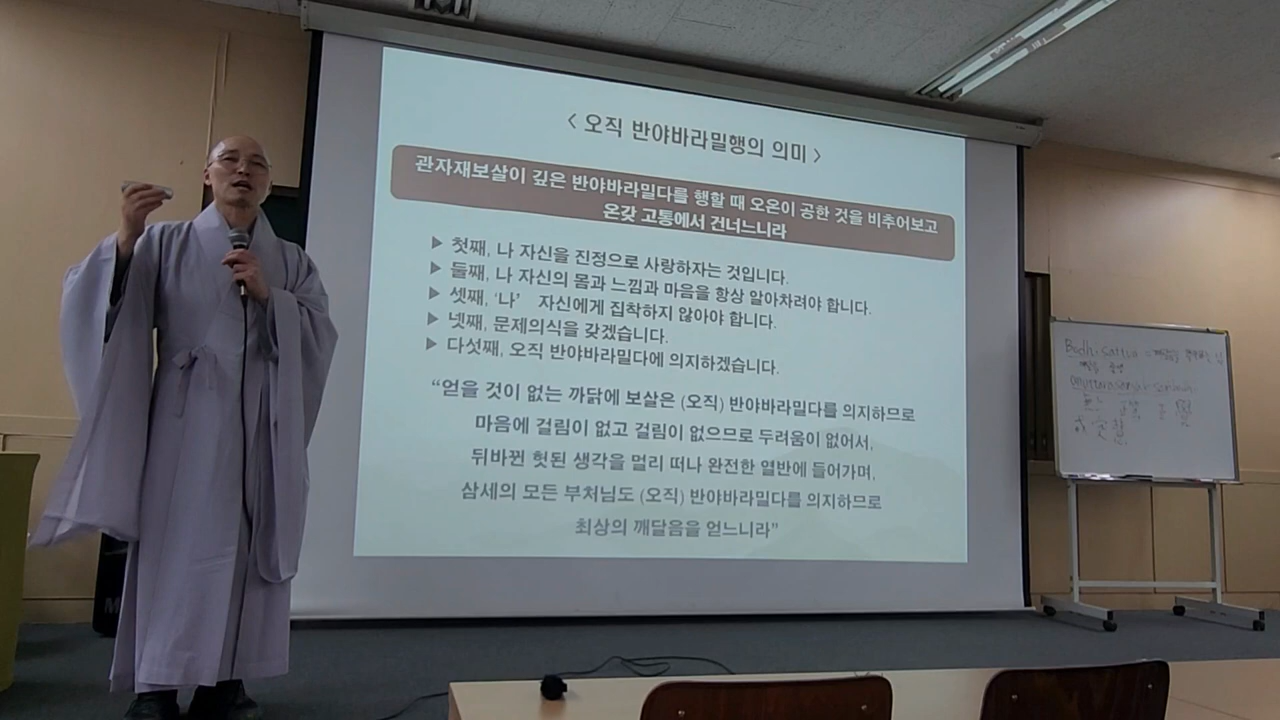 < 오직 반야바라밀행의 의미 >
관자재보살이 깊은 반야바라밀다를 행할 때 오온이 공한 것을 비추어보고
온갖 고통에서 건너느니라
▶ 첫째, 나 자신을 진정으로 사랑하자는 것입니다.
▶ 둘째, 나 자신의 몸과 느낌과 마음을 항상 알아차려야 합니다.
▶ 셋째, ‘나’ 자신에게 집착하지 않아야 합니다.
▶ 넷째, 문제의식을 갖겠습니다.
▶ 다섯째, 오직 반야바라밀다에 의지하겠습니다.
“얻을 것이 없는 까닭에 보살은 (오직) 반야바라밀다를 의지하므로
마음에 걸림이 없고 걸림이 없으므로 두려움이 없어서,
뒤바뀐 헛된 생각을 멀리 떠나 완전한 열반에 들어가며,
삼세의 모든 부처님도 (오직) 반야바라밀다를 의지하므로
최상의 깨달음을 얻느니라”
Bodhi-sattva